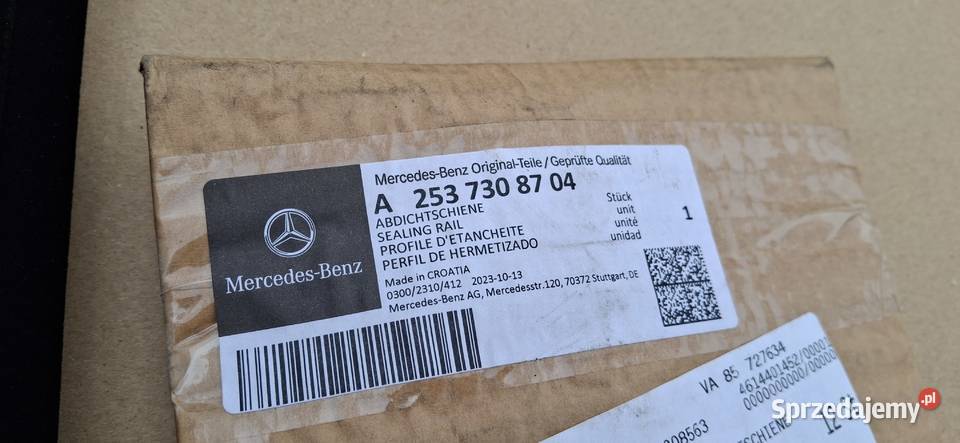 Mercedes-Benz Original-Teile / Geprüfte Qualität
A 253 730 87 04
ABDICHTSCHIENE
SEALING RAIL
PROFILE D'ETANCHEITE
PERFIL DE HERMETIZADO
Stück
unit
unité
unidad
1
Made in CROATIA
0300/2310/412 2023-10-13
Mercedes-Benz AG, Mercedesstr.120, 70372 Stuttgart, DE
Mercedes-Benz
VA 85 727634
Sprzedajemy.pl